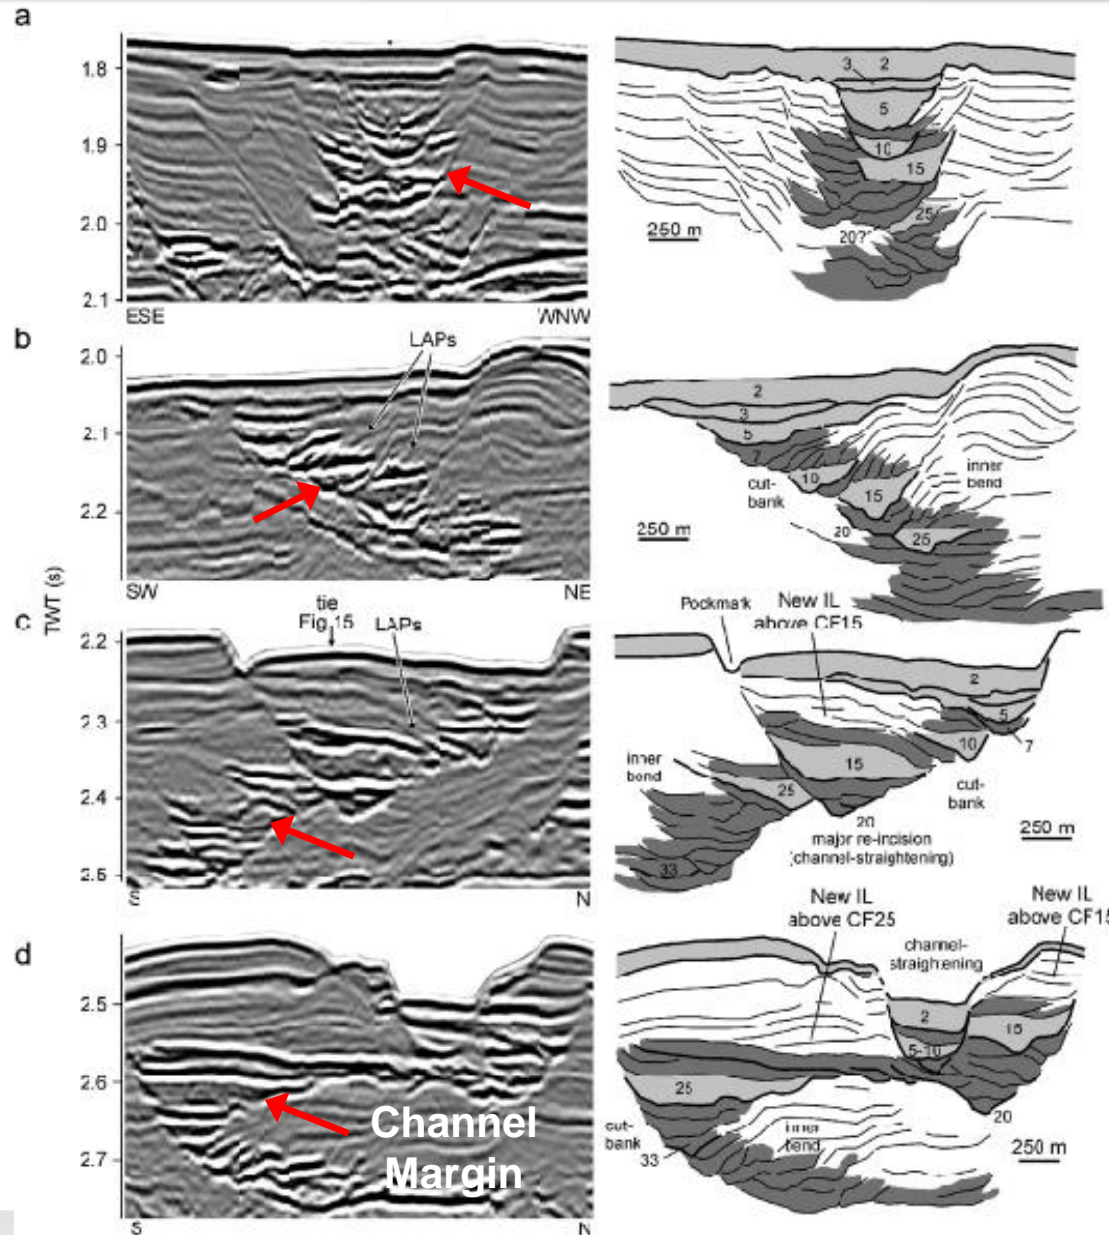 a
1.8
1.9
2.0
2.1
ESE
WNW
3
2
5
10
15
25
20?
250 m
b
2.0
2.1
2.2
LAPs
SW
NE
2
3
5
7
10
15
20
25
cut-
bank
inner
bend
250 m
TWT (s)
c
2.2
2.3
2.4
2.5
tie
Fig.15
LAPs
S
N
Pockmark
New IL
above CF15
2
5
7
10
15
25
20
33
inner
bend
cut-
bank
major re-incision
(channel-straightening)
250 m
d
2.5
2.6
2.7
Channel
Margin
S
N
New IL
above CF25
channel-
straightening
New IL
above CF15
2
5-10
15
25
20
33
cut-
bank
inner
bend
250 m